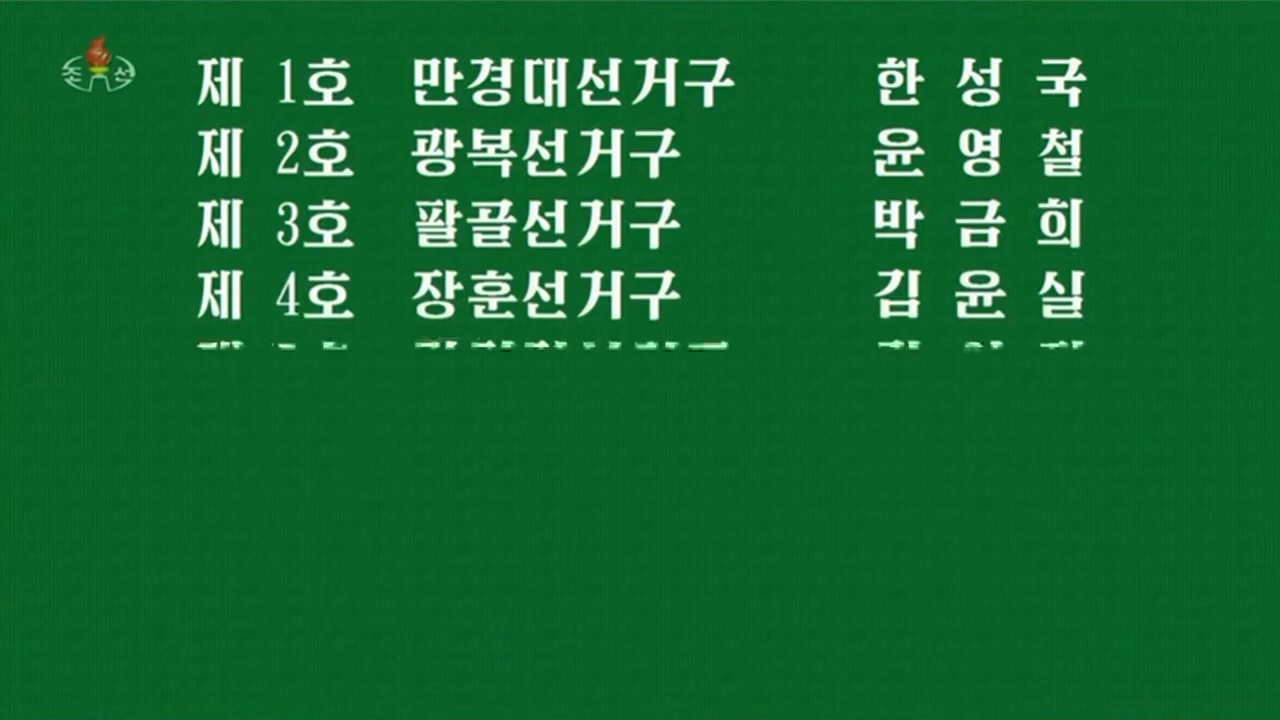 조선
제 1호 만경대선거구 한성국
제 2호 광복선거구 윤영철
제 3호 팔골선거구 박금희
제 4호 장훈선거구 김윤실